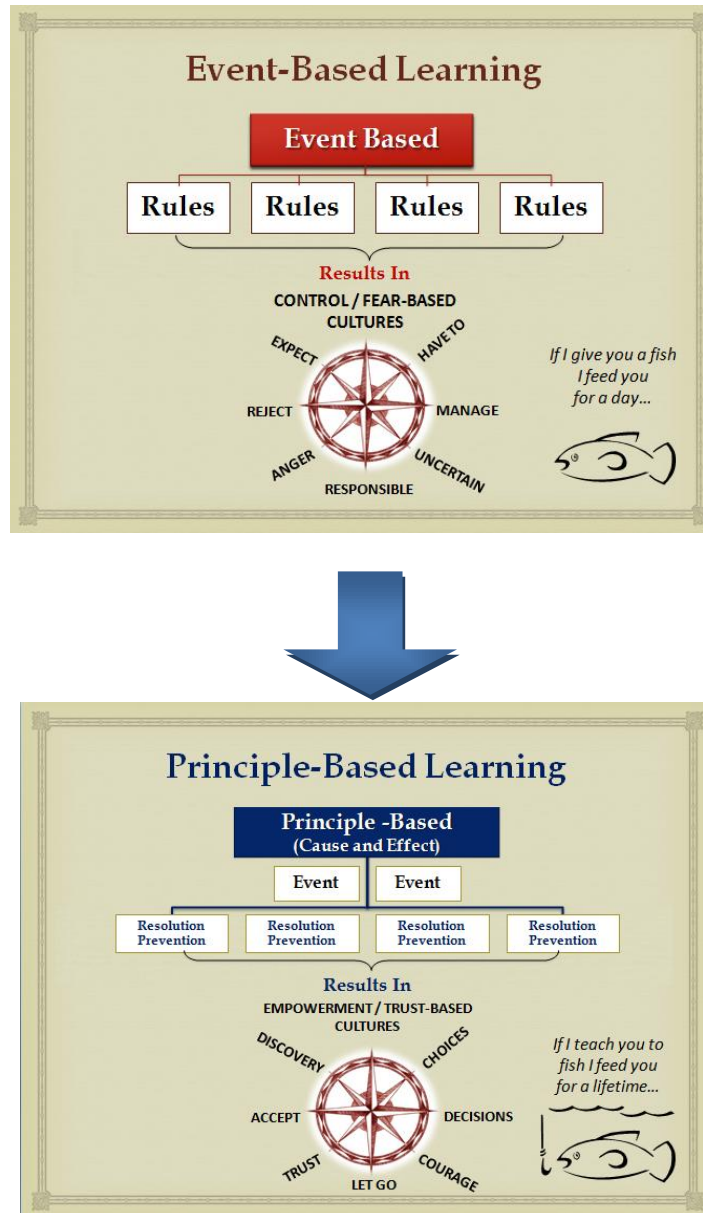 Event-Based Learning
Event Based
Rules Rules Rules Rules
Results In
CONTROL / FEAR-BASED
CULTURES
EXPECT
HAVE TO
REJECT
MANAGE
ANGER
UNCERTAIN
RESPONSIBLE
If I give you a fish
I feed you
for a day...
Principle-Based Learning
Principle -Based
(Cause and Effect)
Event Event
Resolution
Prevention
Resolution
Prevention
Resolution
Prevention
Resolution
Prevention
Results In
EMPOWERMENT / TRUST-BASED
CULTURES
DISCOVERY
CHOICES
ACCEPT
DECISIONS
TRUST
COURAGE
LET GO
If I teach you to
fish I feed you
for a lifetime...